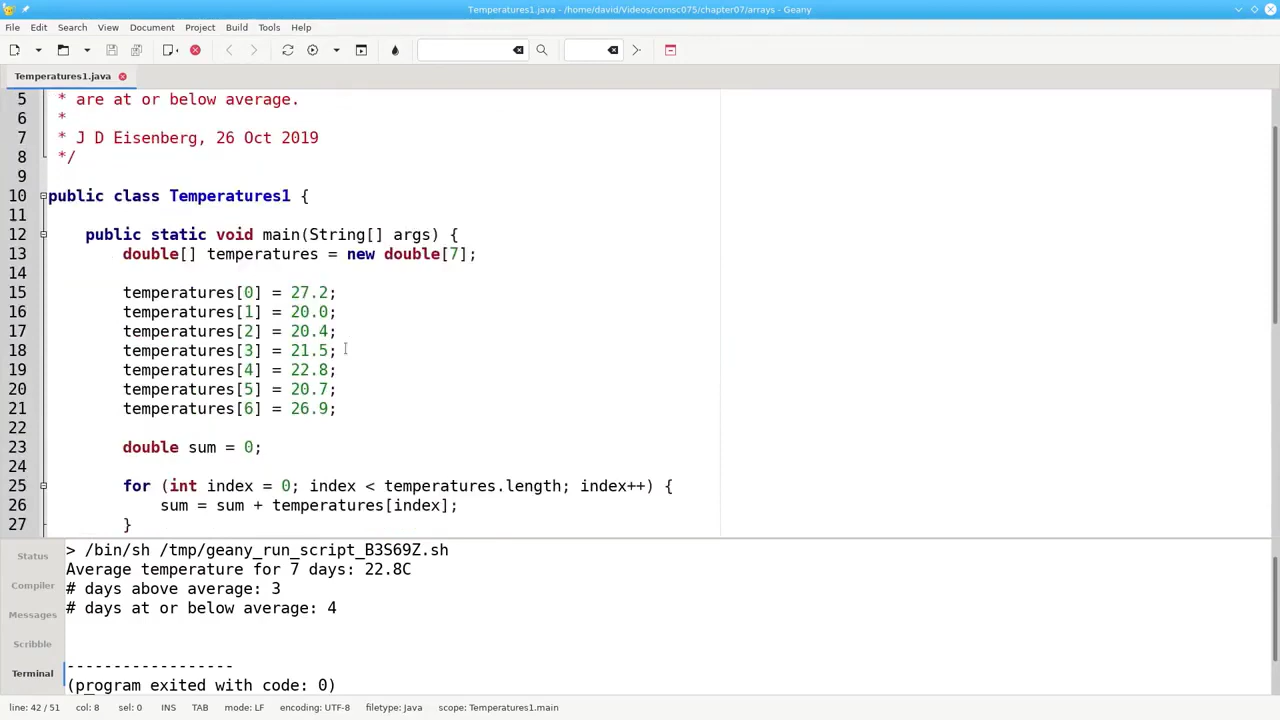 Temperatures1.java - /home/david/Videos/comsc075/chapter07/arrays - Geany
File Edit Search View Document Project Build Tools Help
Temperatures1.java
5 * are at or below average.
6 *
7 * J D Eisenberg, 26 Oct 2019
8 */
9
10 public class Temperatures1 {
11
12 public static void main(String[] args) {
13 double[] temperatures = new double[7];
14
15 temperatures[0] = 27.2;
16 temperatures[1] = 20.0;
17 temperatures[2] = 20.4;
18 temperatures[3] = 21.5;
19 temperatures[4] = 22.8;
20 temperatures[5] = 20.7;
21 temperatures[6] = 26.9;
22
23 double sum = 0;
24
25 for (int index = 0; index < temperatures.length; index++) {
26 sum = sum + temperatures[index];
27 }
Status
Compiler
Messages
Scribble
Terminal
> /bin/sh /tmp/geany_run_script_B3S69Z.sh
Average temperature for 7 days: 22.8C
# days above average: 3
# days at or below average: 4
------------------
(program exited with code: 0)
line: 42 / 51 col: 8 sel: 0 INS TAB mode: LF encoding: UTF-8 filetype: Java scope: Temperatures1.main